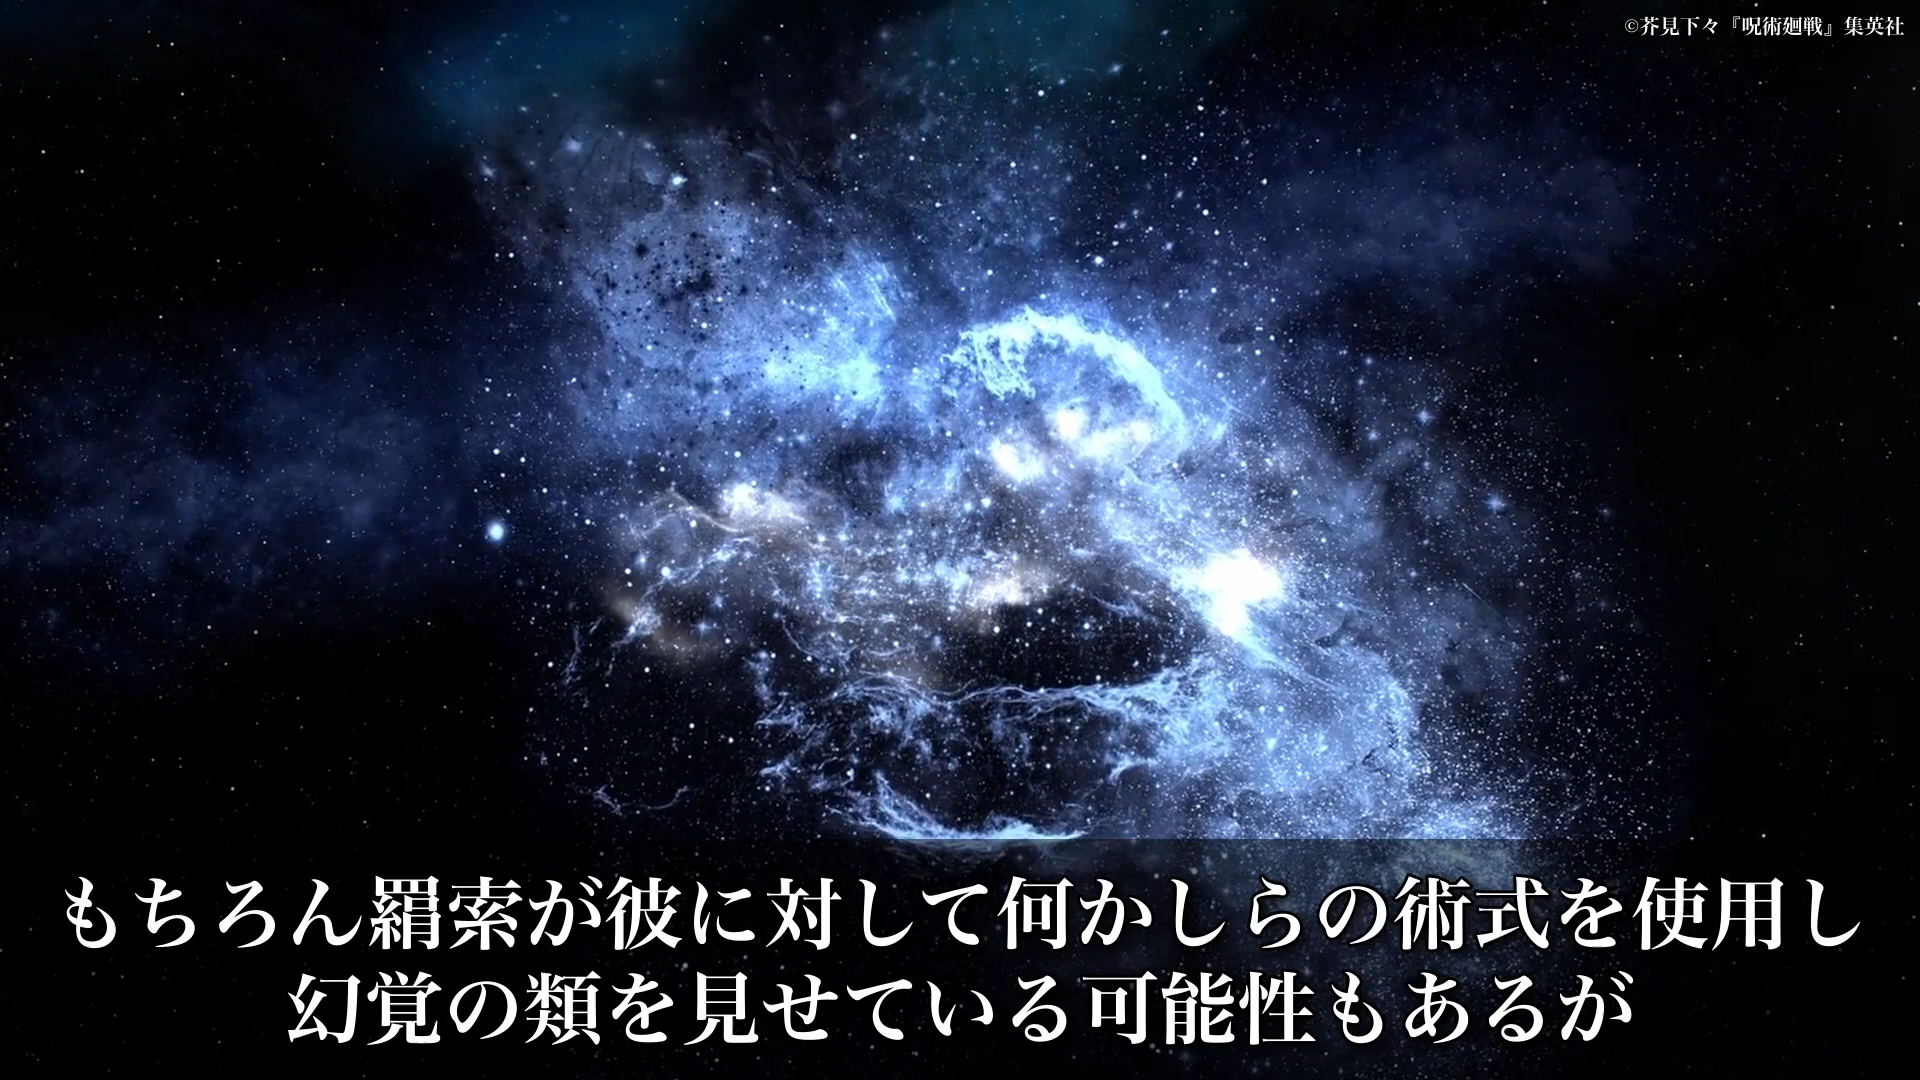 ©芥見下々『呪術廻戦』集英社
もちろん羂索が彼に対して何かしらの術式を使用し
幻覚の類を見せている可能性もあるが